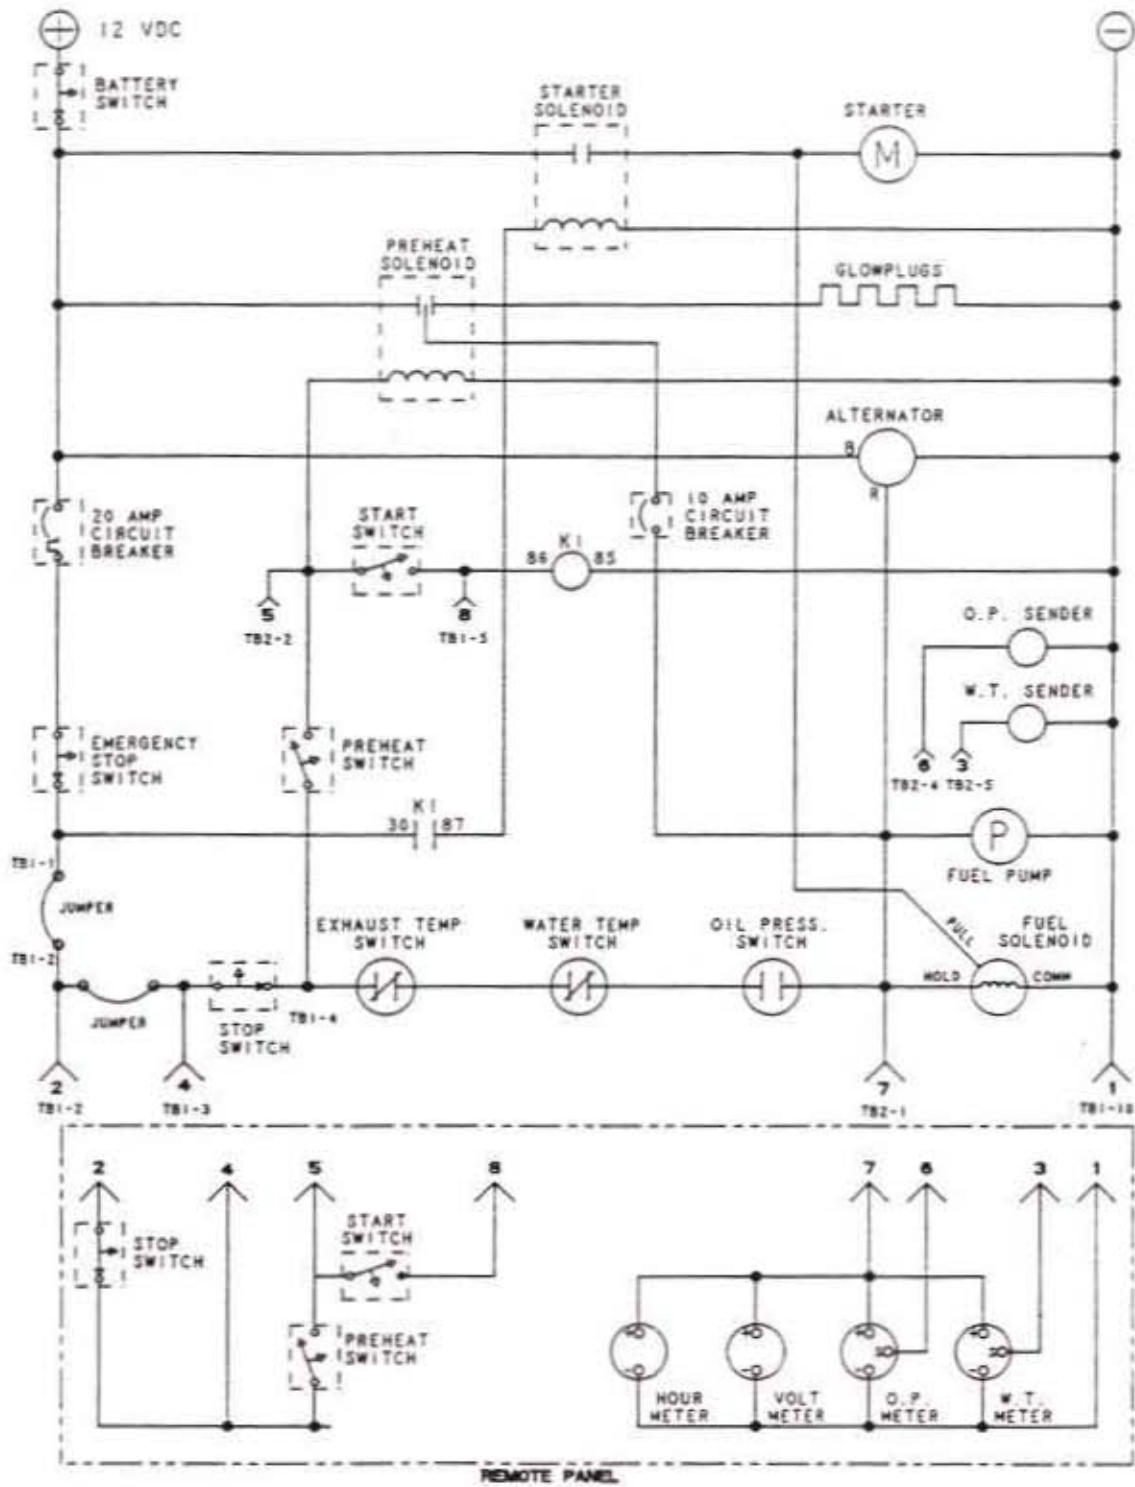 + 12 VDC
−
BATTERY
SWITCH
STARTER
SOLENOID
STARTER
M
PREHEAT
SOLENOID
GLOWPLUGS
ALTERNATOR
B
R
20 AMP
CIRCUIT
BREAKER
START
SWITCH
10 AMP
CIRCUIT
BREAKER
K1
86 85
5
TB2-2
8
TB1-5
O.P. SENDER
W.T. SENDER
EMERGENCY
STOP
SWITCH
PREHEAT
SWITCH
6 3
TB2-4 TB2-5
K1
30 87
P
FUEL PUMP
TB1-1
JUMPER
TB1-2
EXHAUST TEMP
SWITCH
WATER TEMP
SWITCH
OIL PRESS.
SWITCH
PULL
FUEL
SOLENOID
HOLD
COMM
JUMPER
STOP
SWITCH
TB1-4
2
TB1-2
4
TB1-3
7
TB2-1
1
TB1-10
2 4 5 8 7 6 3 1
STOP
SWITCH
START
SWITCH
PREHEAT
SWITCH
+ + + S + S
- - - -
HOUR
METER
VOLT
METER
O.P.
METER
W.T.
METER
REMOTE PANEL